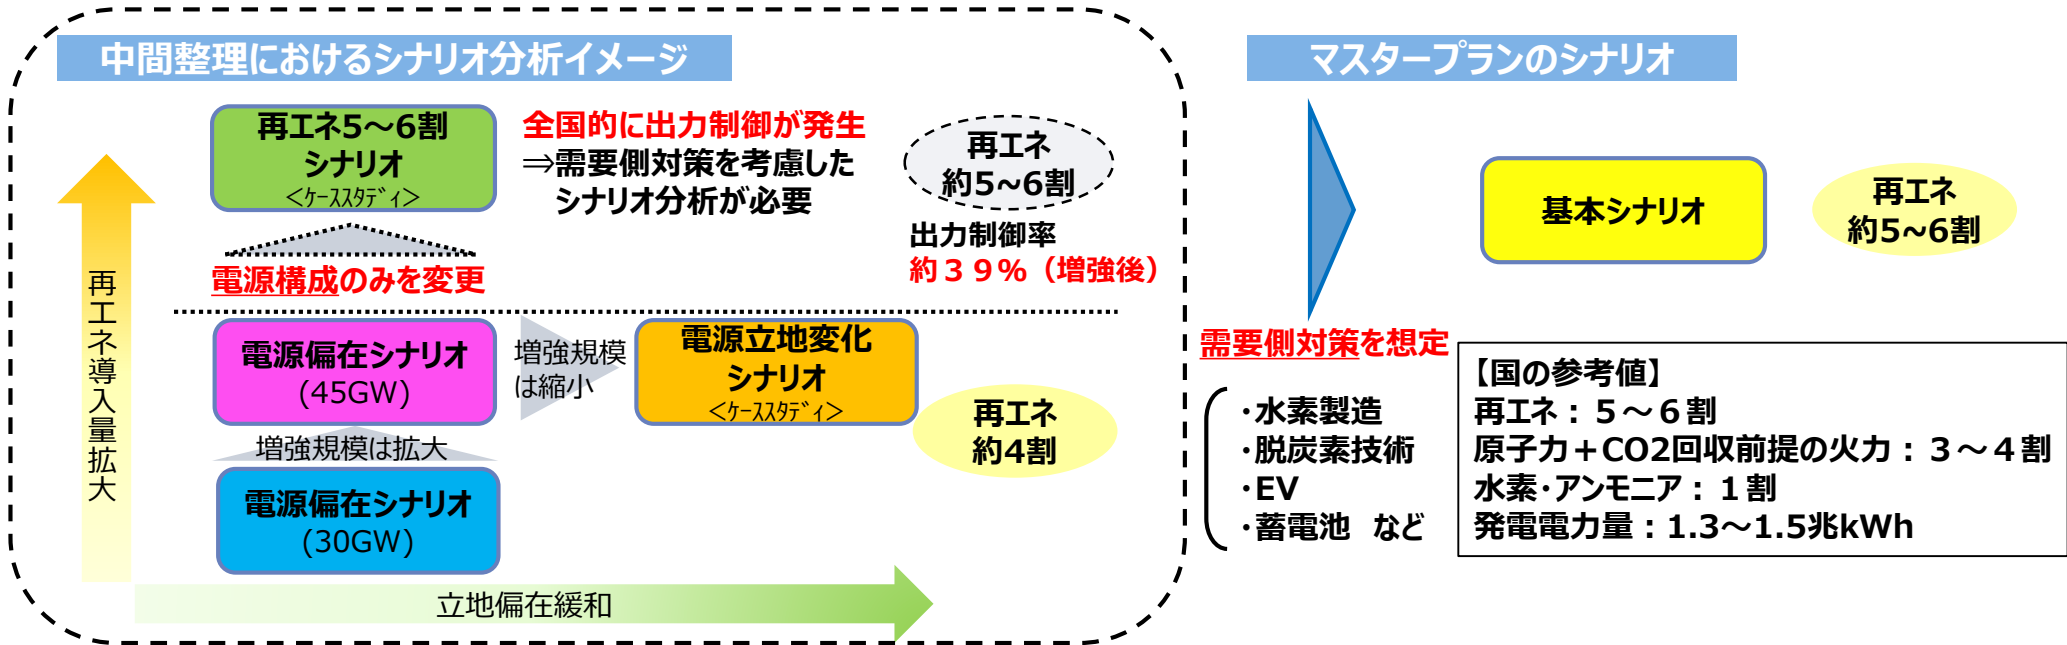 中間整理におけるシナリオ分析イメージ
再エネ5～6割
シナリオ
<ｹｰｽｽﾀﾃﾞｨ>
全国的に出力制御が発生
⇒需要側対策を考慮した
シナリオ分析が必要
再エネ
約5~6割
出力制御率
約３９％（増強後）
電源構成のみを変更
再エネ導入量拡大
電源偏在シナリオ
(45GW)
増強規模
は縮小
電源立地変化
シナリオ
<ｹｰｽｽﾀﾃﾞｨ>
再エネ
約4割
増強規模は拡大
電源偏在シナリオ
(30GW)
立地偏在緩和
マスタープランのシナリオ
基本シナリオ
再エネ
約5~6割
需要側対策を想定
・水素製造
・脱炭素技術
・EV
・蓄電池 など
【国の参考値】
再エネ：５～６割
原子力＋CO2回収前提の火力：３～４割
水素・アンモニア：１割
発電電力量：1.3～1.5兆kWh